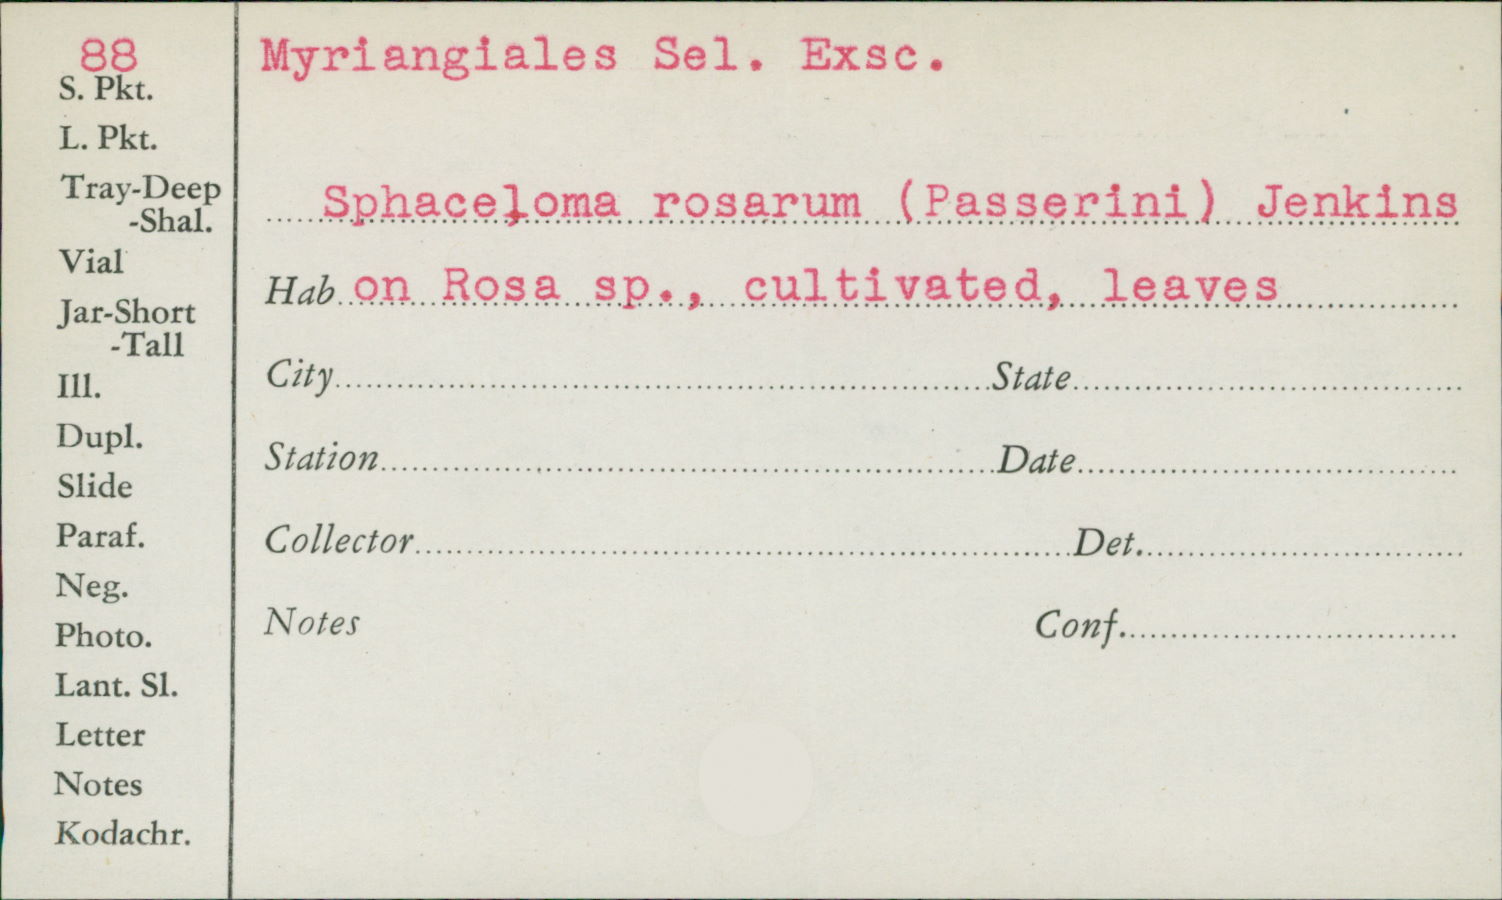 88
S. Pkt.
L. Pkt.
Tray-Deep
-Shal.
Vial
Jar-Short
-Tall
Ill.
Dupl.
Slide
Paraf.
Neg.
Photo.
Lant. Sl.
Letter
Notes
Kodachr.
Myriangiales Sel. Exsc.
Sphaceloma rosarum (Passerini) Jenkins
Hab on Rosa sp., cultivated, leaves
City State
Station Date
Collector Det.
Notes Conf.